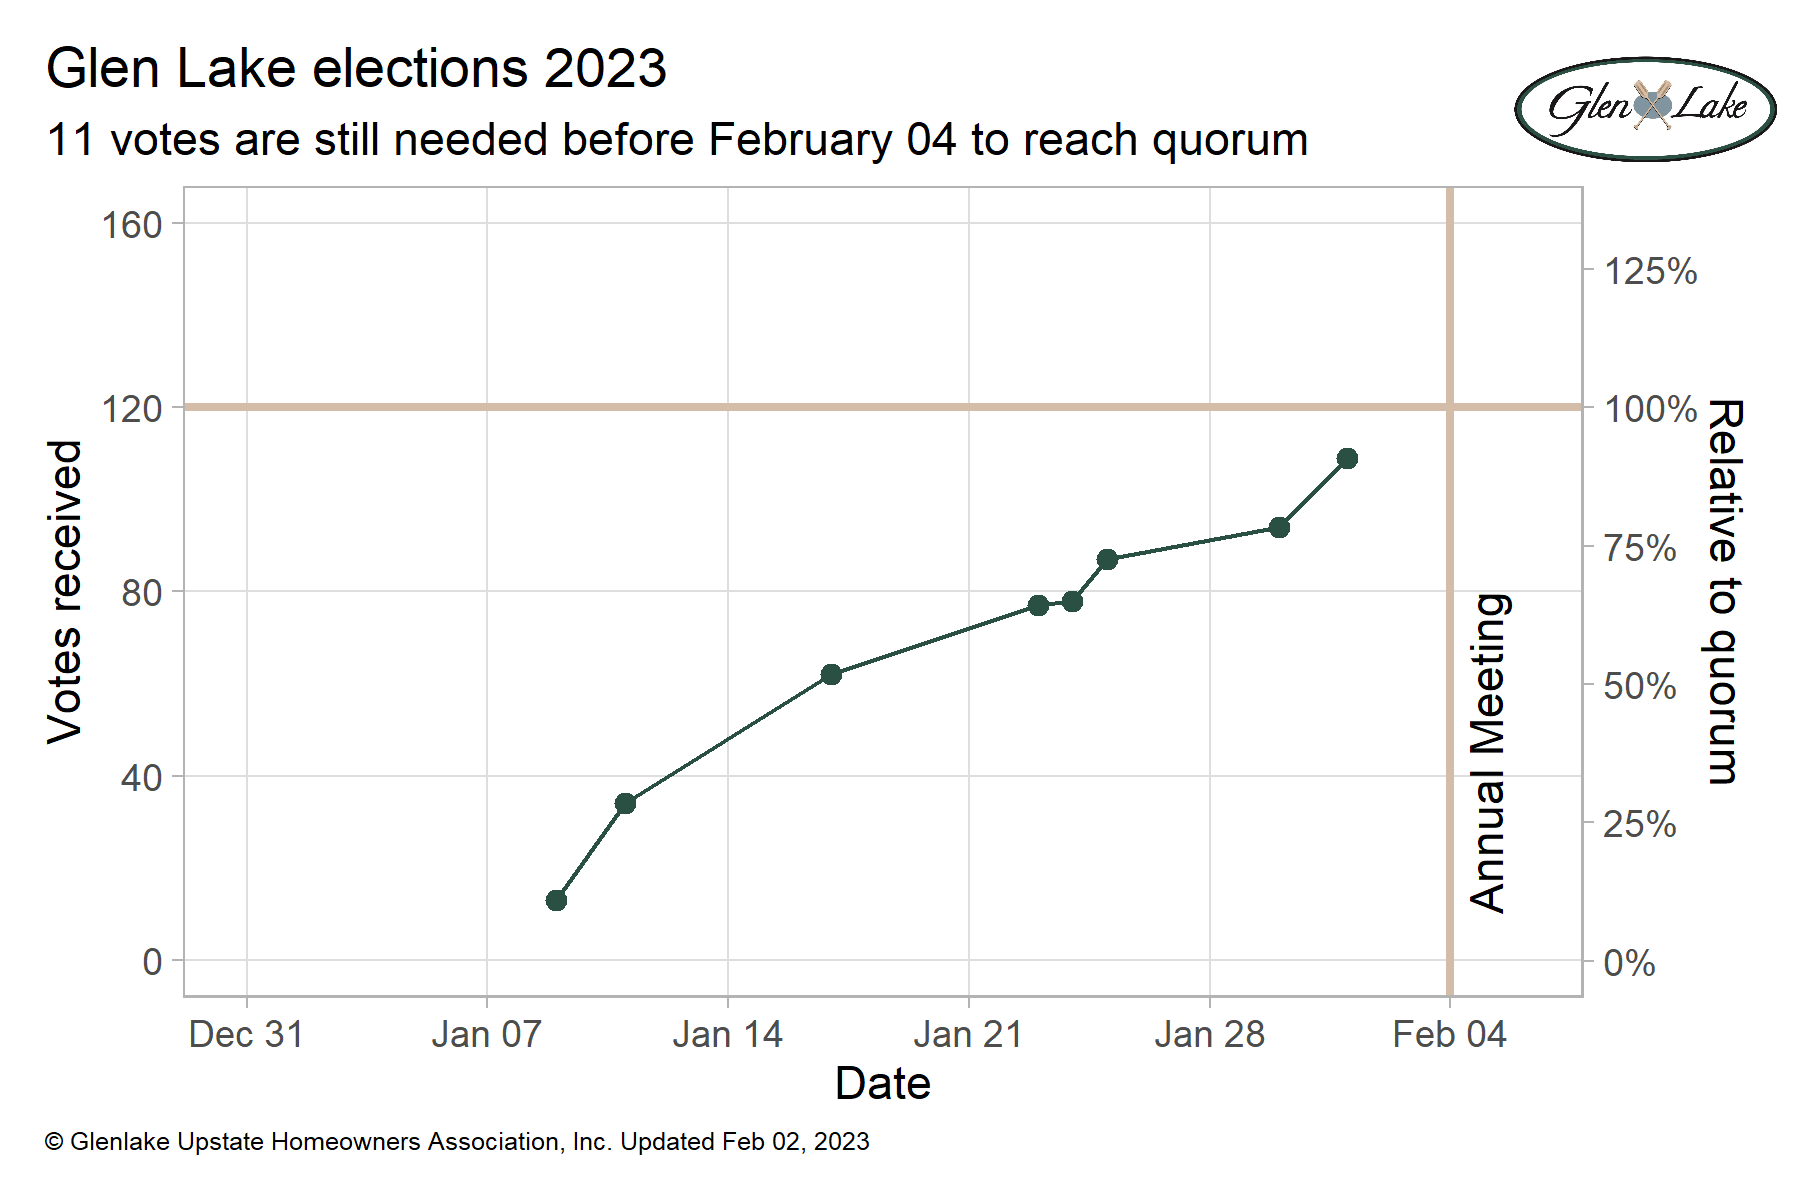 Glen Lake elections 2023
11 votes are still needed before February 04 to reach quorum
Glen Lake
160
120
80
40
0
Votes received
125%
100%
75%
50%
25%
0%
Relative to quorum
Annual Meeting
Dec 31
Jan 07
Jan 14
Jan 21
Jan 28
Feb 04
Date
© Glenlake Upstate Homeowners Association, Inc. Updated Feb 02, 2023